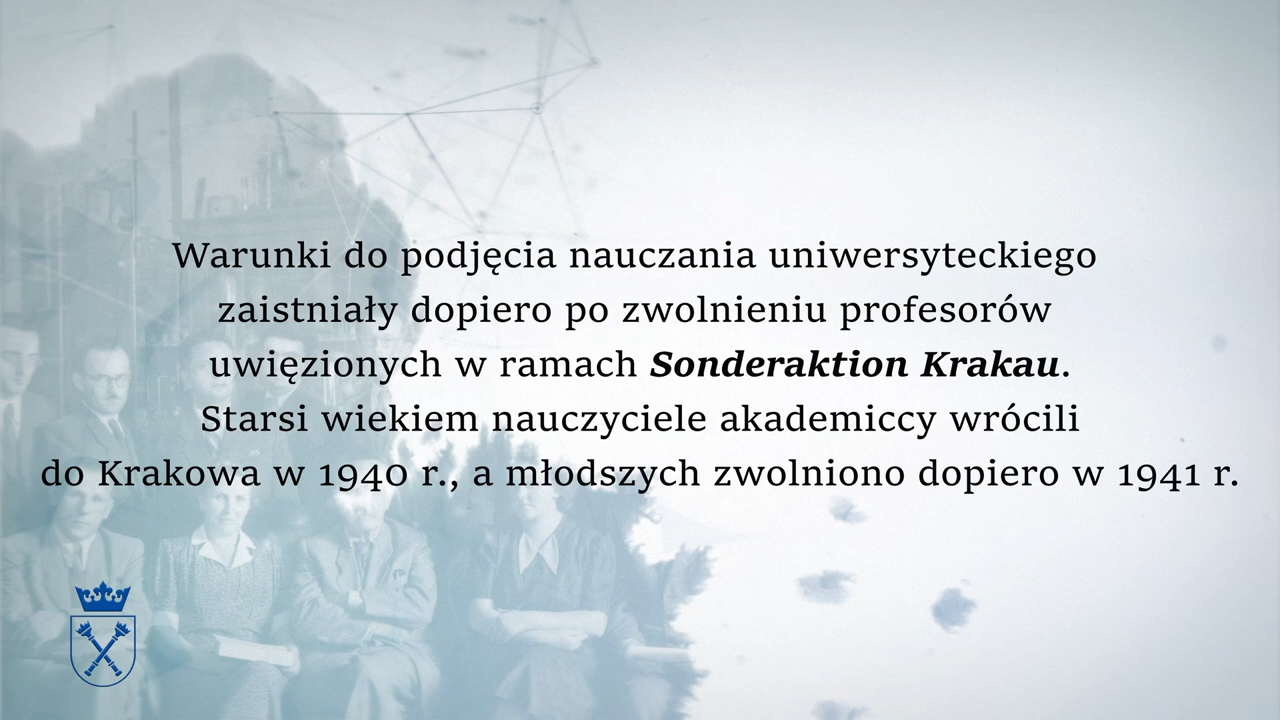 Warunki do podjęcia nauczania uniwersyteckiego
zaistniały dopiero po zwolnieniu profesorów
uwięzionych w ramach Sonderaktion Krakau.
Starsi wiekiem nauczyciele akademiccy wrócili
do Krakowa w 1940 r., a młodszych zwolniono dopiero w 1941 r.